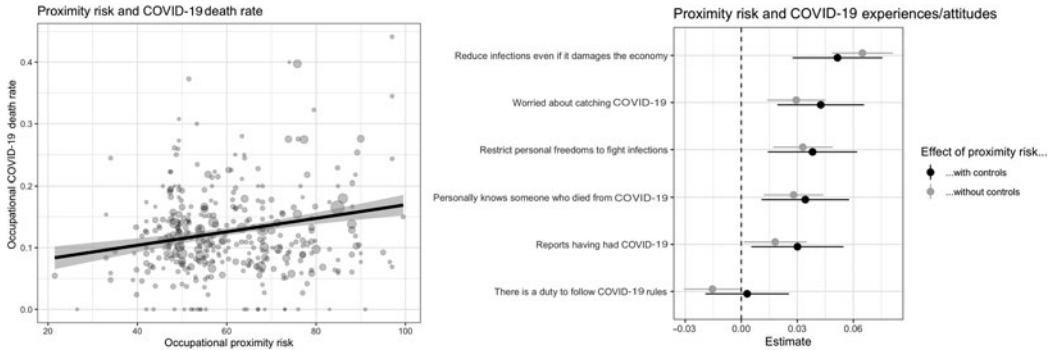 Proximity risk and COVID-19 death rate
Occupational COVID-19 death rate
0.4
0.3
0.2
0.1
0.0
20
40
60
80
100
Occupational proximity risk
Proximity risk and COVID-19 experiences/attitudes
Reduce infections even if it damages the economy
Worried about catching COVID-19
Restrict personal freedoms to fight infections
Personally knows someone who died from COVID-19
Reports having had COVID-19
There is a duty to follow COVID-19 rules
−0.03
0.00
0.03
0.06
Estimate
Effect of proximity risk...
...with controls
...without controls